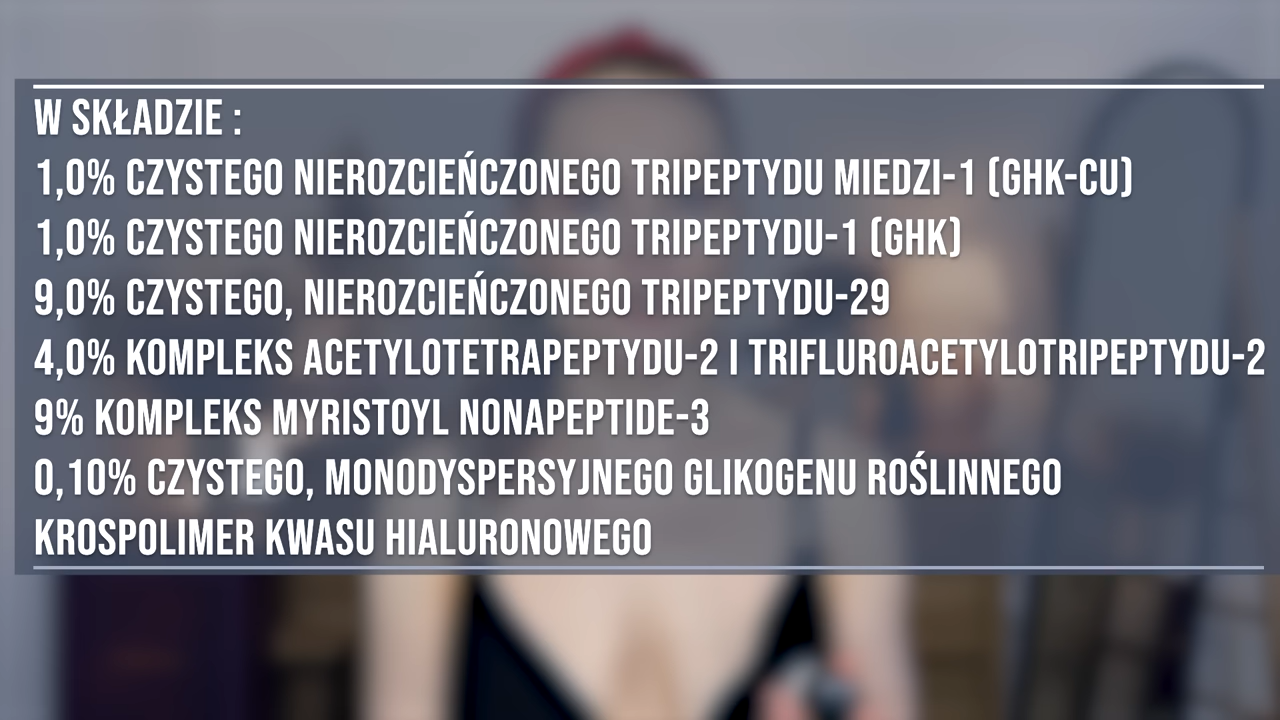 W SKŁADZIE :
1,0% CZYSTEGO NIEROZCIEŃCZONEGO TRIPEPTYDU MIEDZI-1 (GHK-CU)
1,0% CZYSTEGO NIEROZCIEŃCZONEGO TRIPEPTYDU-1 (GHK)
9,0% CZYSTEGO, NIEROZCIEŃCZONEGO TRIPEPTYDU-29
4,0% KOMPLEKS ACETYLOTETRAPEPTYDU-2 I TRIFLUROACETYLOTRIPEPTYDU-2
9% KOMPLEKS MYRISTOYL NONAPEPTIDE-3
0,10% CZYSTEGO, MONODYSPERSYJNEGO GLIKOGENU ROŚLINNEGO
KROSPOLIMER KWASU HIALURONOWEGO